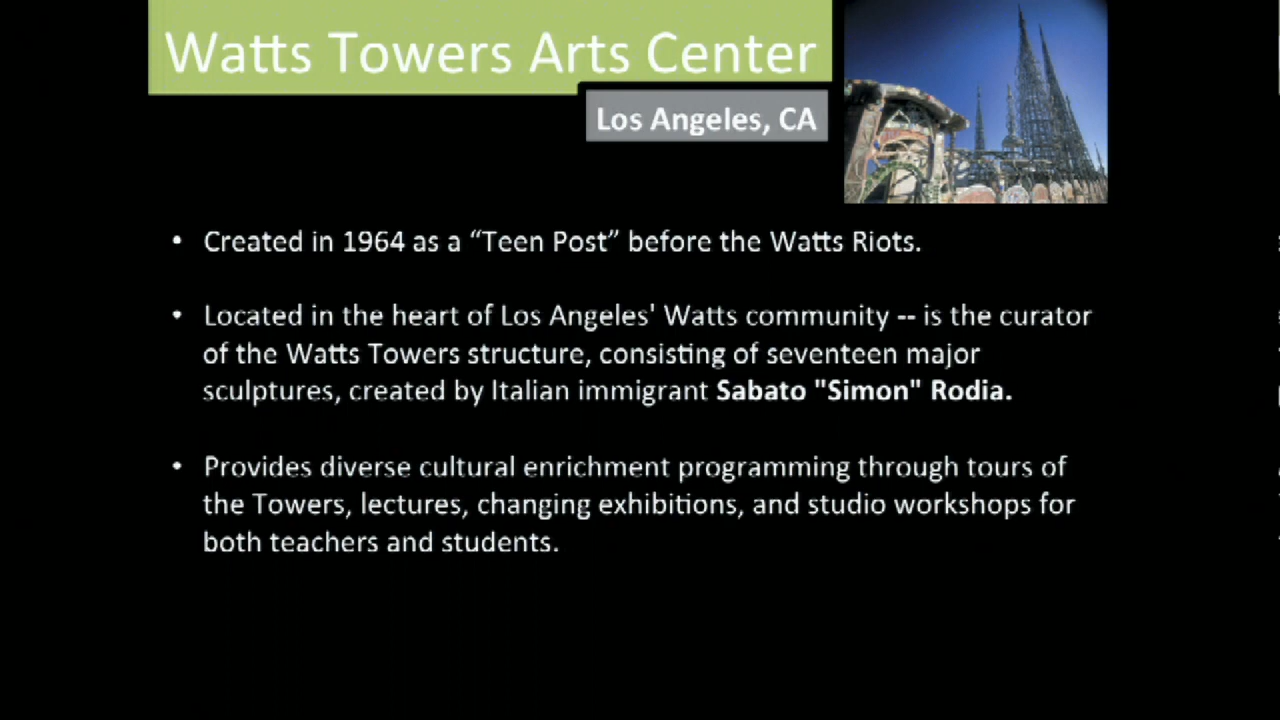 Watts Towers Arts Center
Los Angeles, CA
• Created in 1964 as a “Teen Post” before the Watts Riots.
• Located in the heart of Los Angeles' Watts community -- is the curator
of the Watts Towers structure, consisting of seventeen major
sculptures, created by Italian immigrant Sabato "Simon" Rodia.
• Provides diverse cultural enrichment programming through tours of
the Towers, lectures, changing exhibitions, and studio workshops for
both teachers and students.